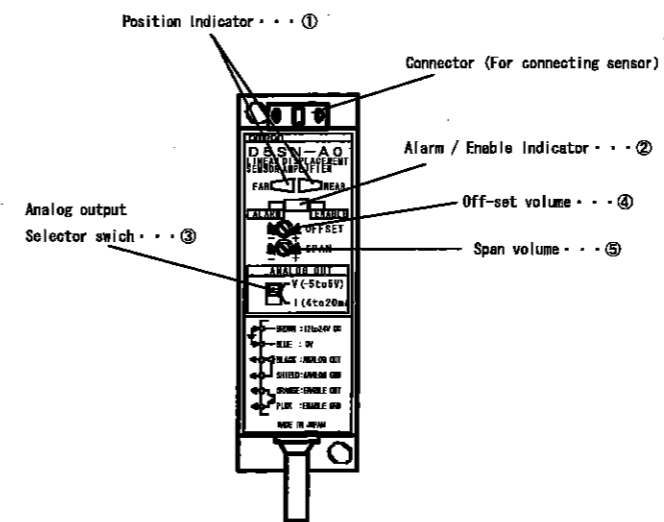 Position Indicator・・・①
Connector (For connecting sensor)
D5SN-AO
LINEAR DISPLACEMENT
SENSOR AMPLIFIER
FAR NEAR
Alarm / Enable Indicator・・・②
ALARM ENABLE
Off-set volume・・・④
- + OFFSET
Analog output
Selector swich・・・③
Span volume・・・⑤
- + SPAN
ANALOG OUT
V(-5to5V)
I(4to20mA
BROWN :12to24V DC
BLUE : 0V
BLACK :ANALOG OUT
SHIELD:ANALOG GND
ORANGE:ENABLE OUT
PINK :ENABLE GND
MADE IN JAPAN